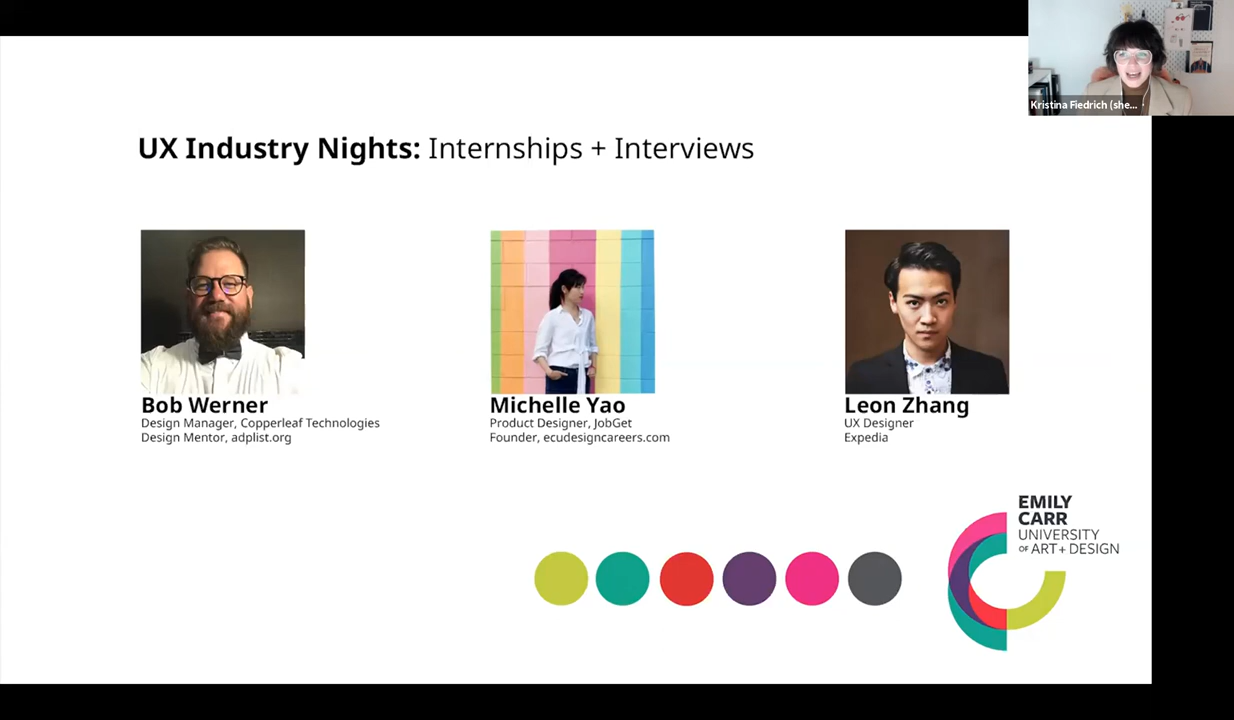 Kristina Fiedrich (she...
UX Industry Nights: Internships + Interviews
Bob Werner
Design Manager, Copperleaf Technologies
Design Mentor, adplist.org
Michelle Yao
Product Designer, JobGet
Founder, ecudesigncareers.com
Leon Zhang
UX Designer
Expedia
EMILY
CARR
UNIVERSITY
OF ART + DESIGN